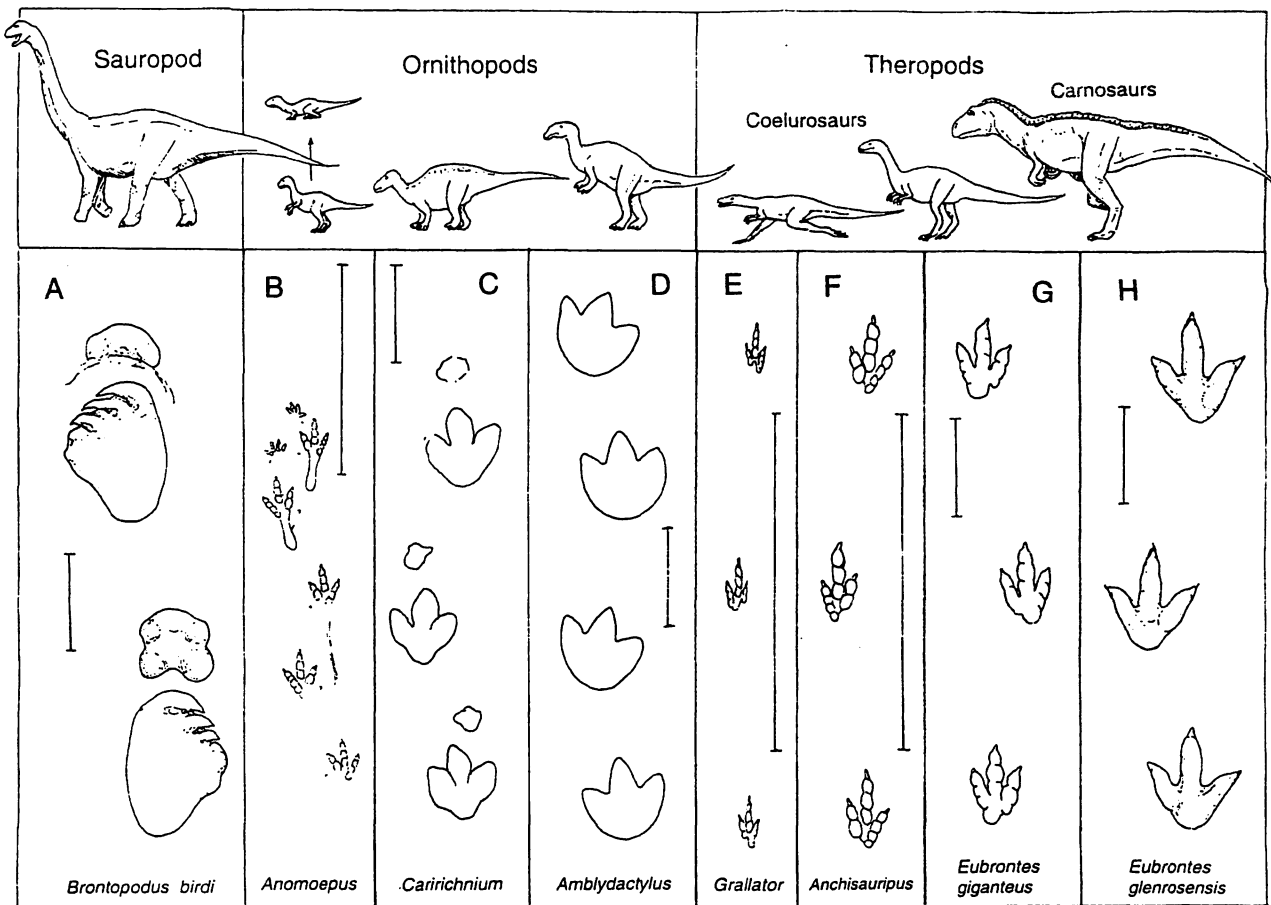 Sauropod
Ornithopods
Theropods
Coelurosaurs
Carnosaurs
A
B
C
D
E
F
G
H
Brontopodus birdi
Anomoepus
Caririchnium
Amblydactylus
Grallator
Anchisauripus
Eubrontes
giganteus
Eubrontes
glenrosensis